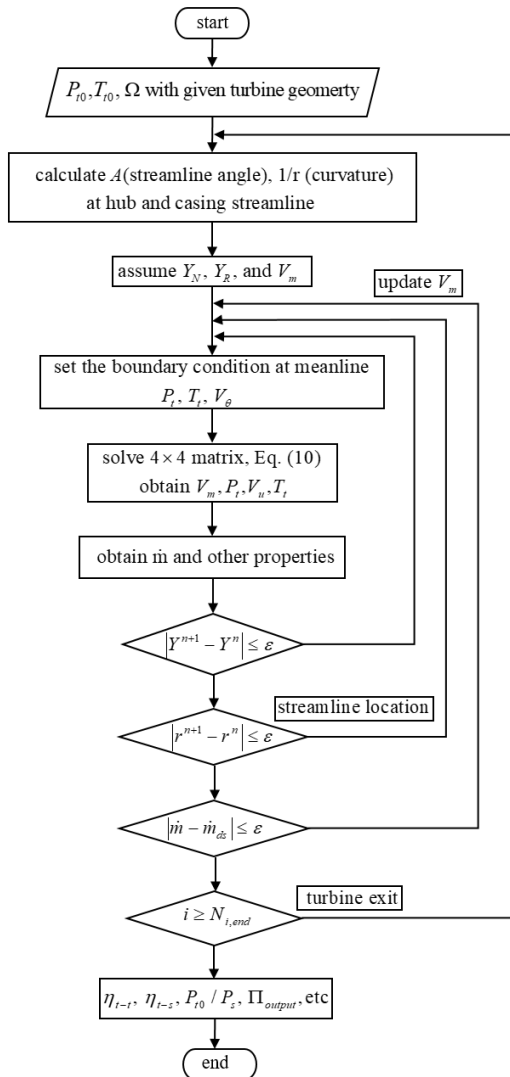 start
P_{t0}, T_{t0}, Ω with given turbine geomerty
calculate A(streamline angle), 1/r (curvature)
at hub and casing streamline
assume Y_N, Y_R, and V_m
update V_m
set the boundary condition at meanline
P_t, T_t, V_θ
solve 4×4 matrix, Eq. (10)
obtain V_m, P_t, V_u, T_t
obtain ṁ and other properties
|Y^{n+1} − Y^n| ≤ ε
streamline location
|r^{n+1} − r^n| ≤ ε
|ṁ − ṁ_{ds}| ≤ ε
turbine exit
i ≥ N_{i,end}
η_{t-t}, η_{t-s}, P_{t0} / P_s, Π_{output}, etc
end